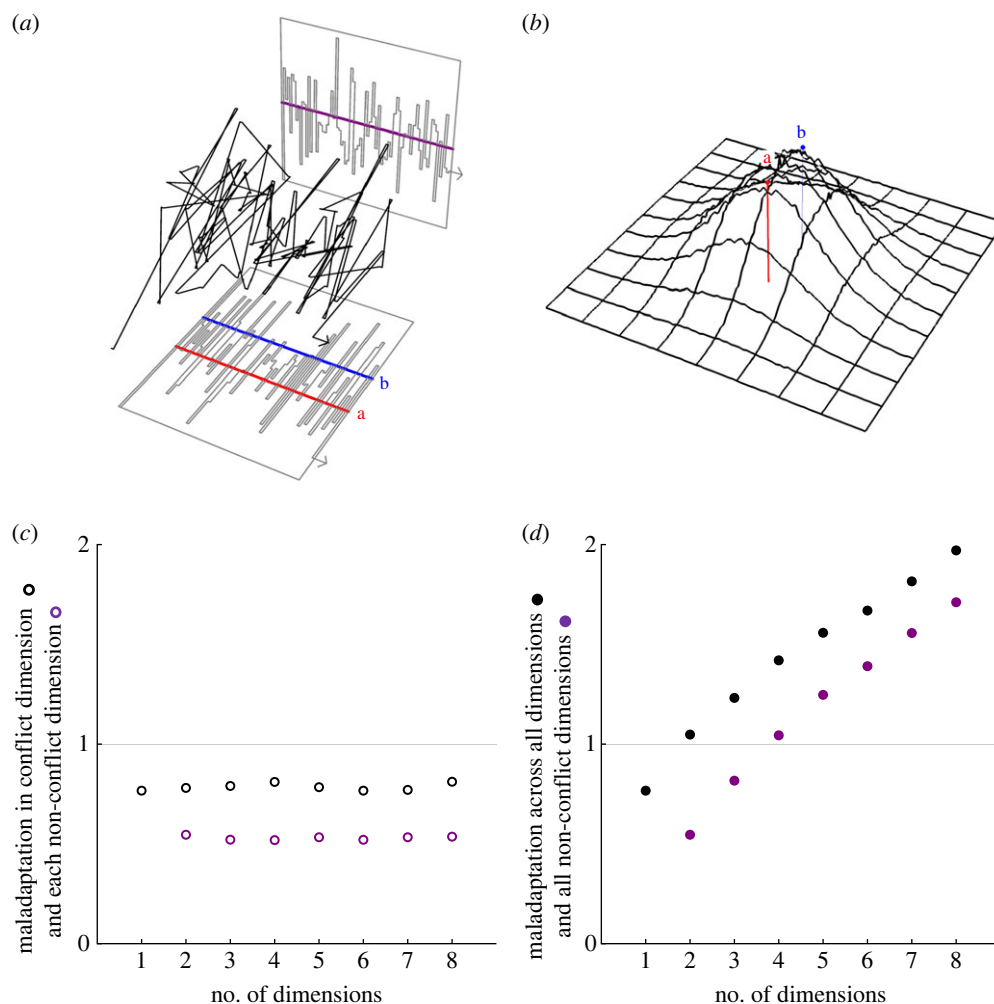 (a)
(b)
b
a
b
a
(c)
(d)
maladaptation in conflict dimension
and each non-conflict dimension
2
1
0
1 2 3 4 5 6 7 8
no. of dimensions
maladaptation across all dimensions
and all non-conflict dimensions
2
1
0
1 2 3 4 5 6 7 8
no. of dimensions